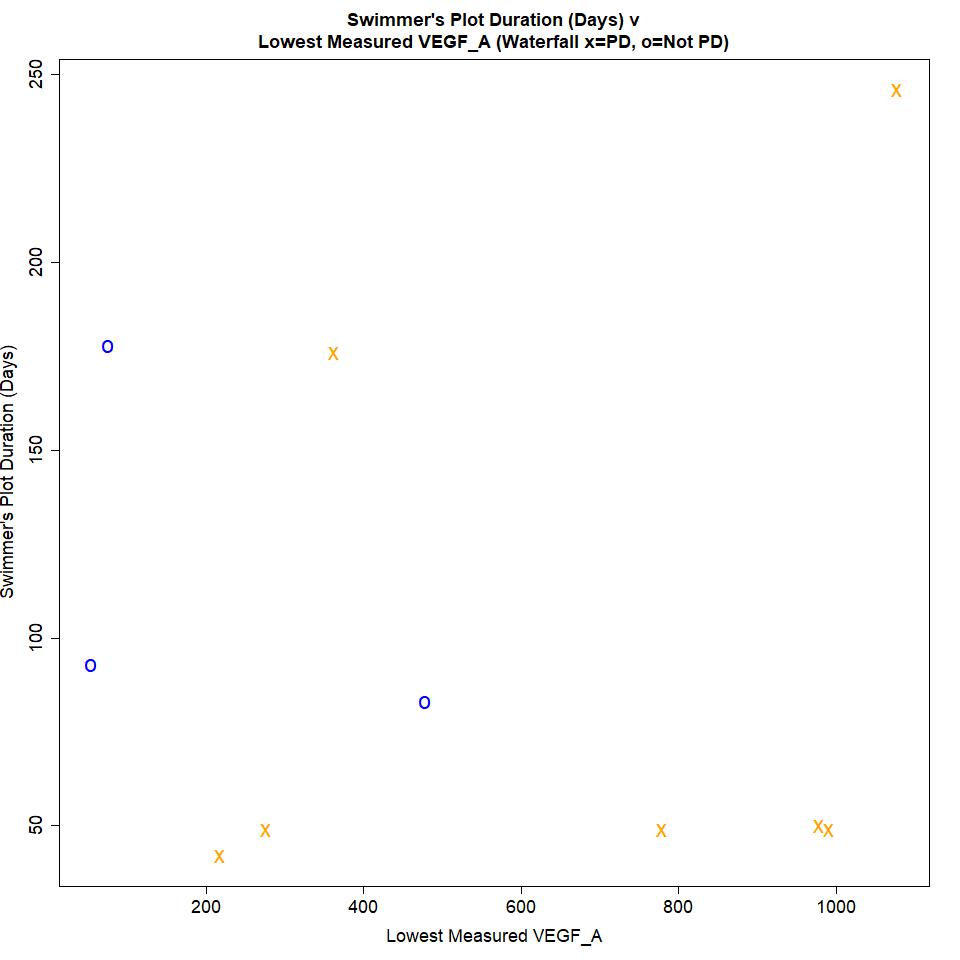 Swimmer's Plot Duration (Days) v
Lowest Measured VEGF_A (Waterfall x=PD, o=Not PD)
Swimmer's Plot Duration (Days)
250
200
150
100
50
x
o
x
o
o
x
x
x
x
x
200
400
600
800
1000
Lowest Measured VEGF_A